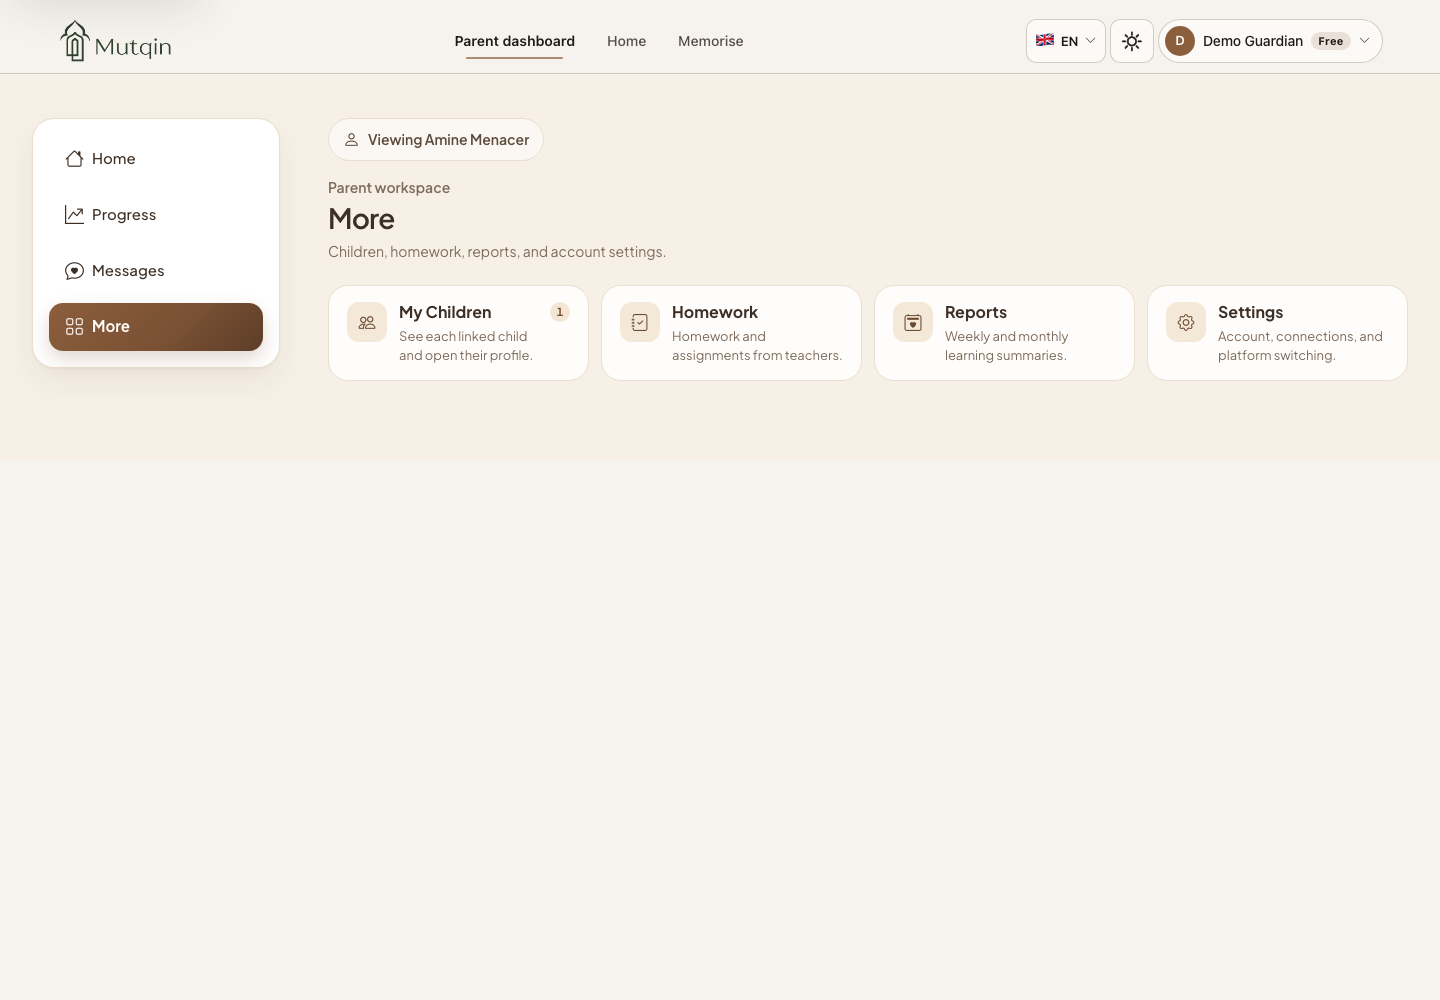 Mutqin
Parent dashboard
Home
Memorise
EN
D
Demo Guardian
Free
Home
Progress
Messages
More
Viewing Amine Menacer
Parent workspace
More
Children, homework, reports, and account settings.
My Children
1
See each linked child
and open their profile.
Homework
Homework and
assignments from teachers.
Reports
Weekly and monthly
learning summaries.
Settings
Account, connections, and
platform switching.